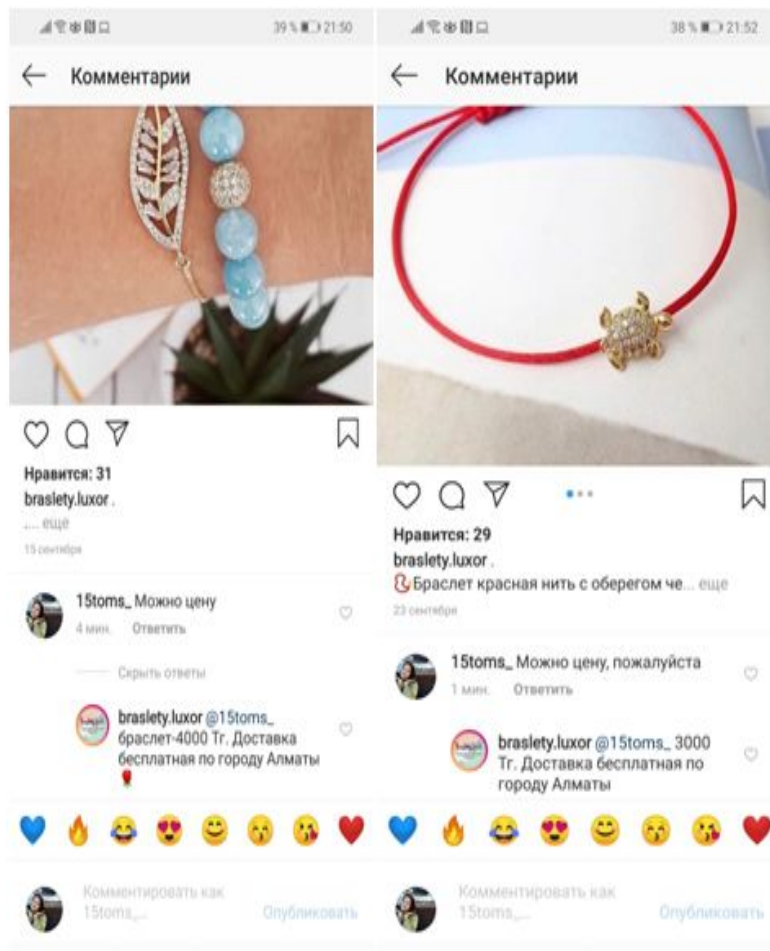 39 % 21:50
Комментарии
Нравится: 31
braslety.luxor .
.... еще
15 сентября
15toms_ Можно цену
4 мин. Ответить
Скрыть ответы
braslety.luxor @15toms_
браслет-4000 Тг. Доставка
бесплатная по городу Алматы
Комментировать как
15toms_...
Опубликовать
38 % 21:52
Комментарии
Нравится: 29
braslety.luxor .
Браслет красная нить с оберегом че... еще
23 сентября
15toms_ Можно цену, пожалуйста
1 мин. Ответить
braslety.luxor @15toms_ 3000
Тг. Доставка бесплатная по
городу Алматы
Комментировать как
15toms_...
Опубликовать